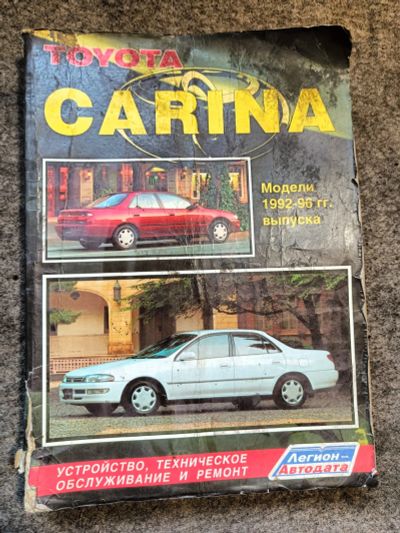 TOYOTA
CARINA
Модели
1992-96 гг.
выпуска
УСТРОЙСТВО, ТЕХНИЧЕСКОЕ
ОБСЛУЖИВАНИЕ И РЕМОНТ
Легион
Автодата